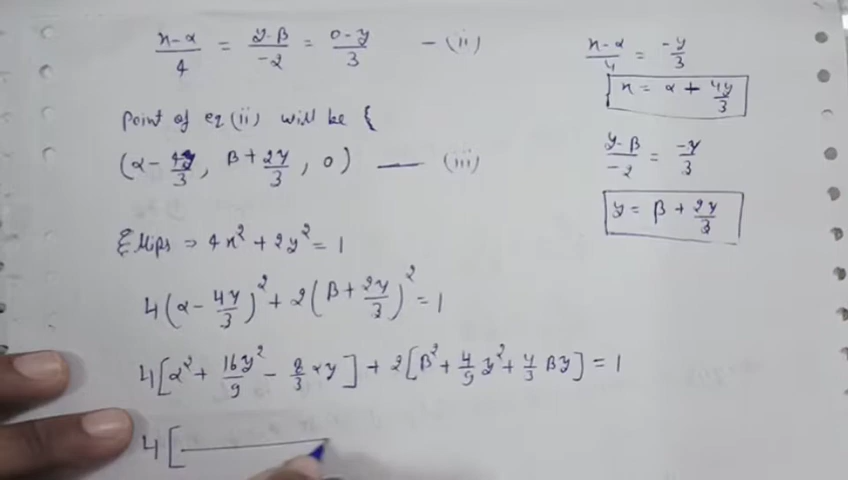 x-α/4 = y-β/-2 = 0-γ/3 - (ii)
Point of eq (ii) will be {
(α - 4γ/3, β + 2γ/3, 0) — (iii)
Ellips ⇒ 4x² + 2y² = 1
4(α - 4γ/3)² + 2(β + 2γ/3)² = 1
4[α² + 16γ²/9 - 8/3 αγ] + 2[β² + 4/9 γ² + 4/3 βγ] = 1
4[
x-α/4 = -γ/3
x = α + 4γ/3
y-β/-2 = -γ/3
y = β + 2γ/3